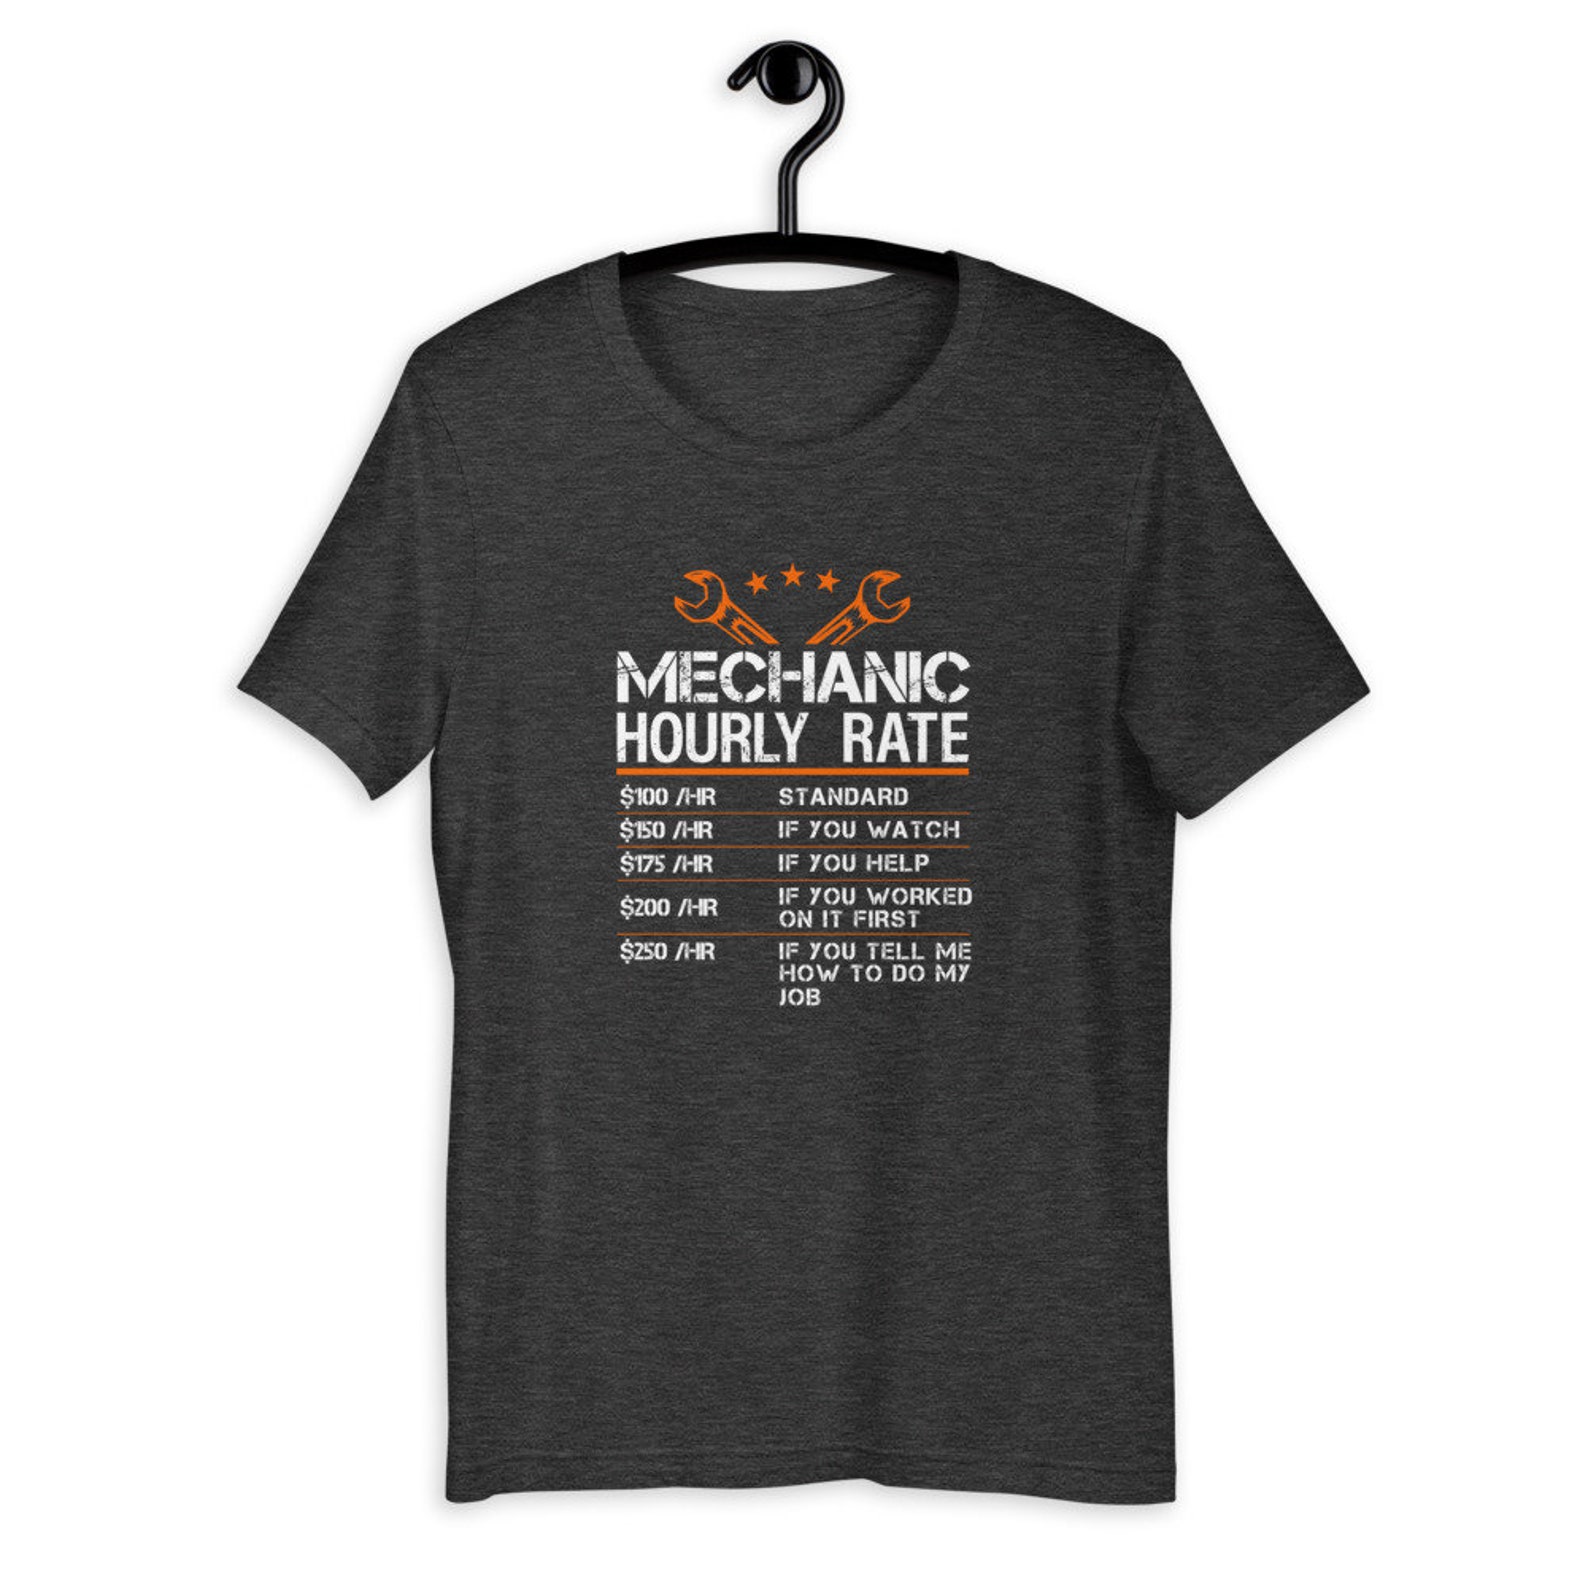 MECHANIC
HOURLY RATE
$100 /HR STANDARD
$150 /HR IF YOU WATCH
$175 /HR IF YOU HELP
$200 /HR IF YOU WORKED
ON IT FIRST
$250 /HR IF YOU TELL ME
HOW TO DO MY
JOB